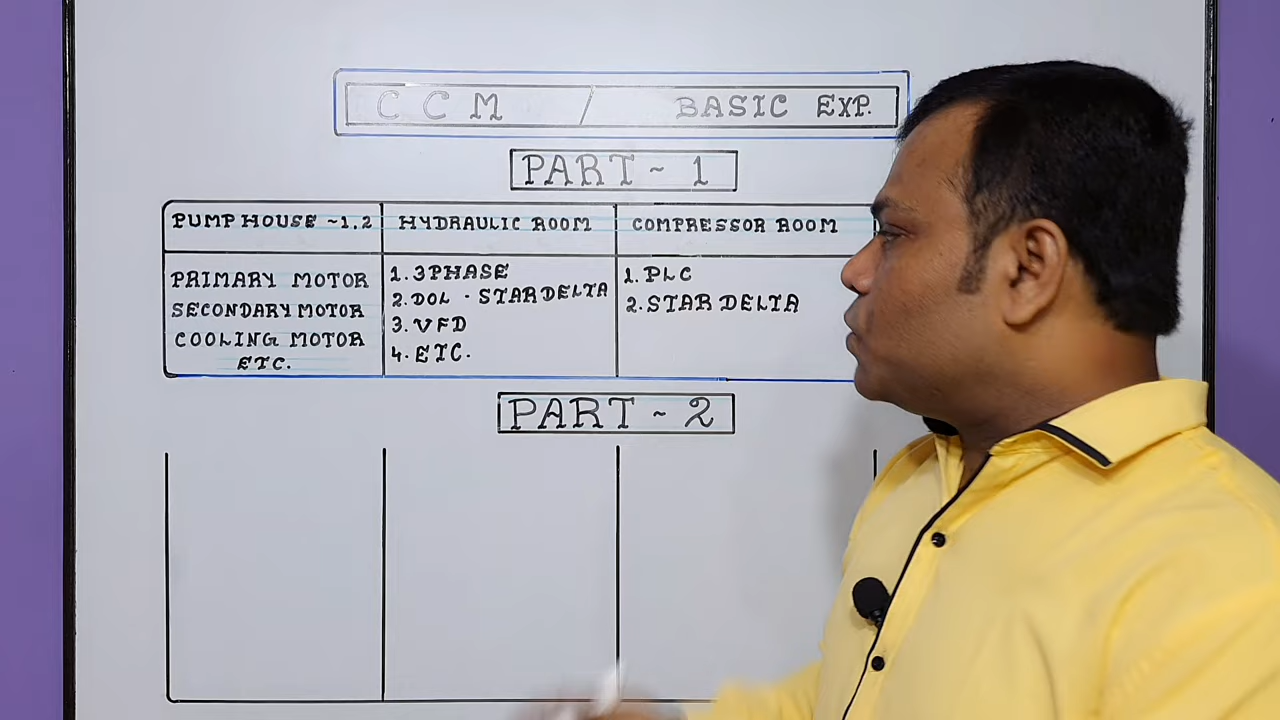 CCM / BASIC EXP.
PART - 1
PUMP HOUSE ~1,2
PRIMARY MOTOR
SECONDARY MOTOR
COOLING MOTOR
ETC.
HYDRAULIC ROOM
1. 3PHASE
2. DOL - STAR DELTA
3. VFD
4. ETC.
COMPRESSOR ROOM
1. PLC
2. STAR DELTA
PART - 2